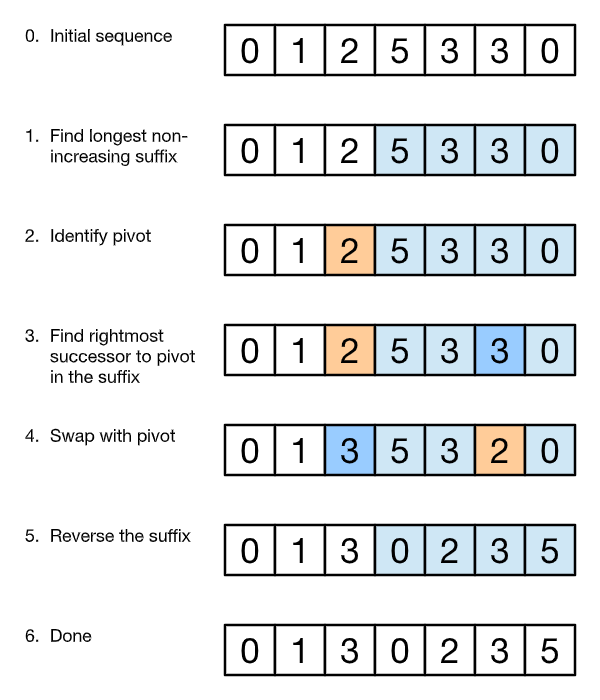 0. Initial sequence
0 1 2 5 3 3 0
1. Find longest non-
increasing suffix
0 1 2 5 3 3 0
2. Identify pivot
0 1 2 5 3 3 0
3. Find rightmost
successor to pivot
in the suffix
0 1 2 5 3 3 0
4. Swap with pivot
0 1 3 5 3 2 0
5. Reverse the suffix
0 1 3 0 2 3 5
6. Done
0 1 3 0 2 3 5